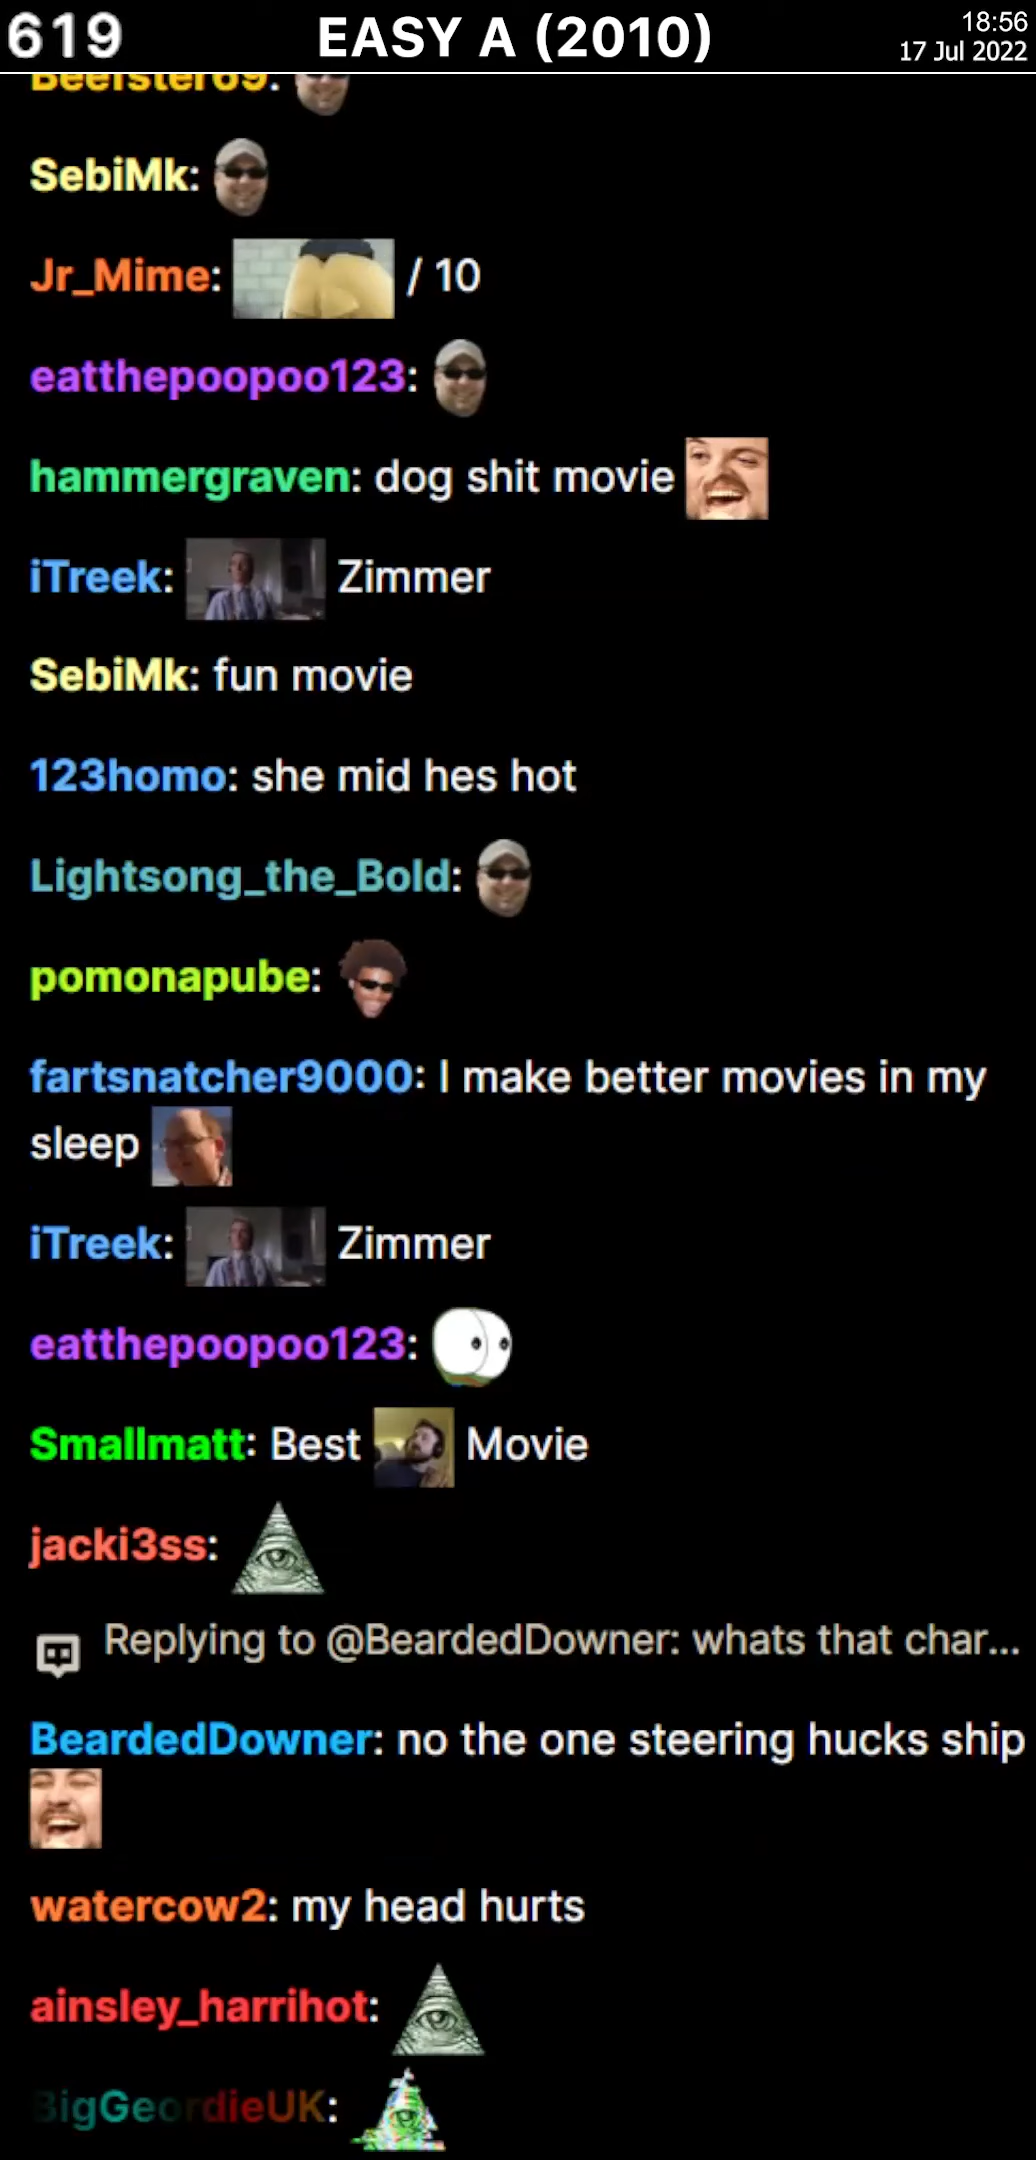 619
EASY A (2010)
18:56
17 Jul 2022
Beefster69:
SebiMk:
Jr_Mime: / 10
eatthepoopoo123:
hammergraven: dog shit movie
iTreek: Zimmer
SebiMk: fun movie
123homo: she mid hes hot
Lightsong_the_Bold:
pomonapube:
fartsnatcher9000: I make better movies in my
sleep
iTreek: Zimmer
eatthepoopoo123:
Smallmatt: Best Movie
jacki3ss:
Replying to @BeardedDowner: whats that char...
BeardedDowner: no the one steering hucks ship
watercow2: my head hurts
ainsley_harrihot:
BigGeordieUK: